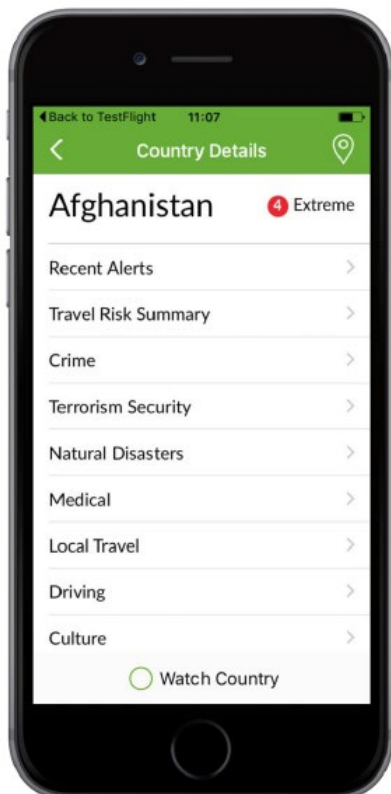 Back to TestFlight 11:07
Country Details
Afghanistan 4 Extreme
Recent Alerts
Travel Risk Summary
Crime
Terrorism Security
Natural Disasters
Medical
Local Travel
Driving
Culture
Watch Country